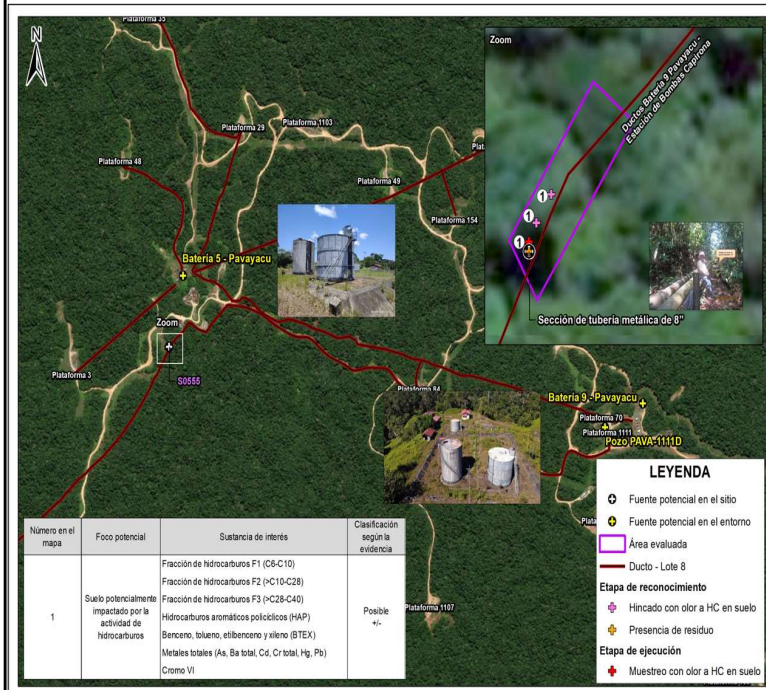 Plataforma 35
N
Plataforma 29
Plataforma 1103
Plataforma 48
Plataforma 49
Plataforma 154
Batería 5 - Pavayacu
Zoom
Plataforma 3
S0555
Plataforma 84
Batería 9 - Pavayacu
Plataforma 70
Plataforma 1111
Pozo PAVA-1111D
Plataforma 1107
Zoom
Ductos Batería 9 Pavayacu -
Estación de Bombas Capirona
1
1
1
Sección de tubería metálica de 8"
LEYENDA
Fuente potencial en el sitio
Fuente potencial en el entorno
Área evaluada
Ducto - Lote 8
Etapa de reconocimiento
Hincado con olor a HC en suelo
Presencia de residuo
Etapa de ejecución
Muestreo con olor a HC en suelo
Número en el
mapa
Foco potencial
Sustancia de interés
Clasificación
según la
evidencia
1
Suelo potencialmente
impactado por la
actividad de
hidrocarburos
Fracción de hidrocarburos F1 (C6-C10)
Fracción de hidrocarburos F2 (>C10-C28)
Fracción de hidrocarburos F3 (>C28-C40)
Hidrocarburos aromáticos policíclicos (HAP)
Benceno, tolueno, etilbenceno y xileno (BTEX)
Metales totales (As, Ba total, Cd, Cr total, Hg, Pb)
Cromo VI
Posible
+/-